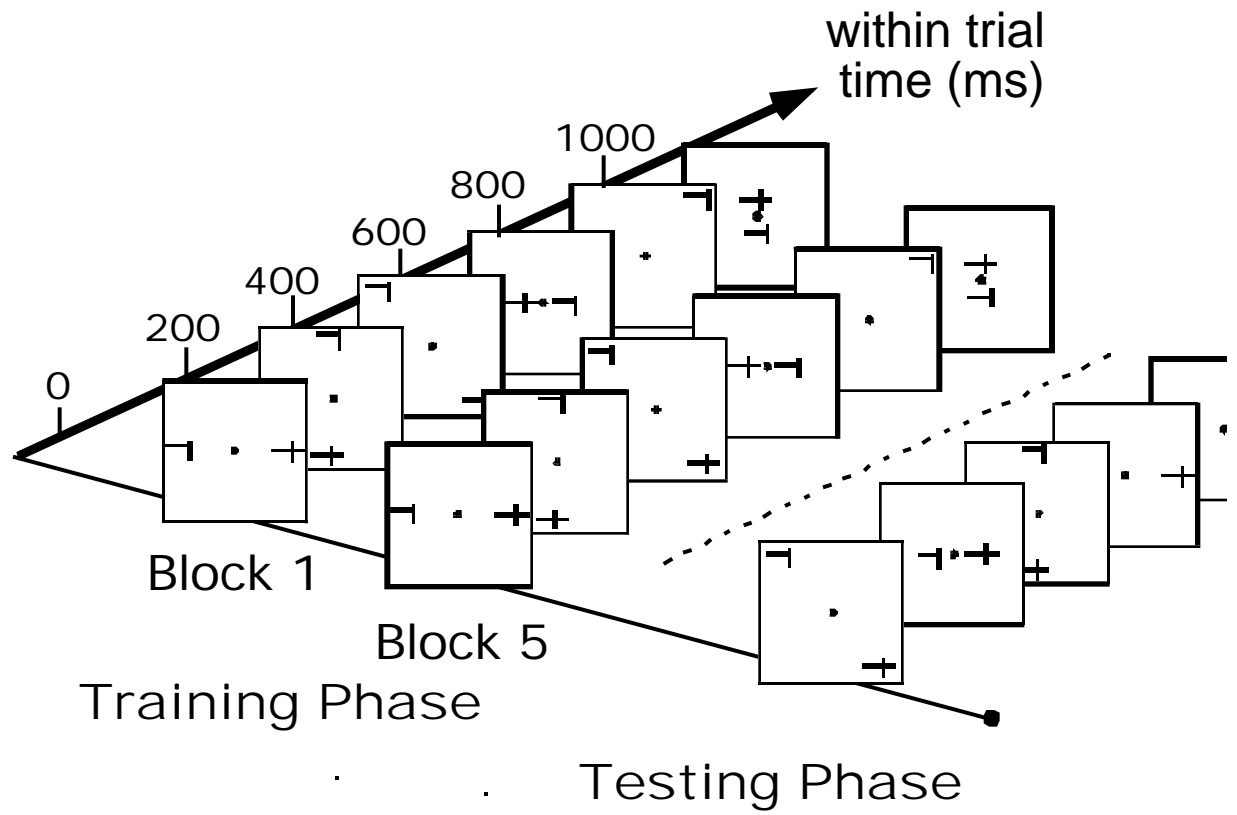 within trial
time (ms)
1000
800
600
400
200
0
Block 1
Block 5
Training Phase
Testing Phase